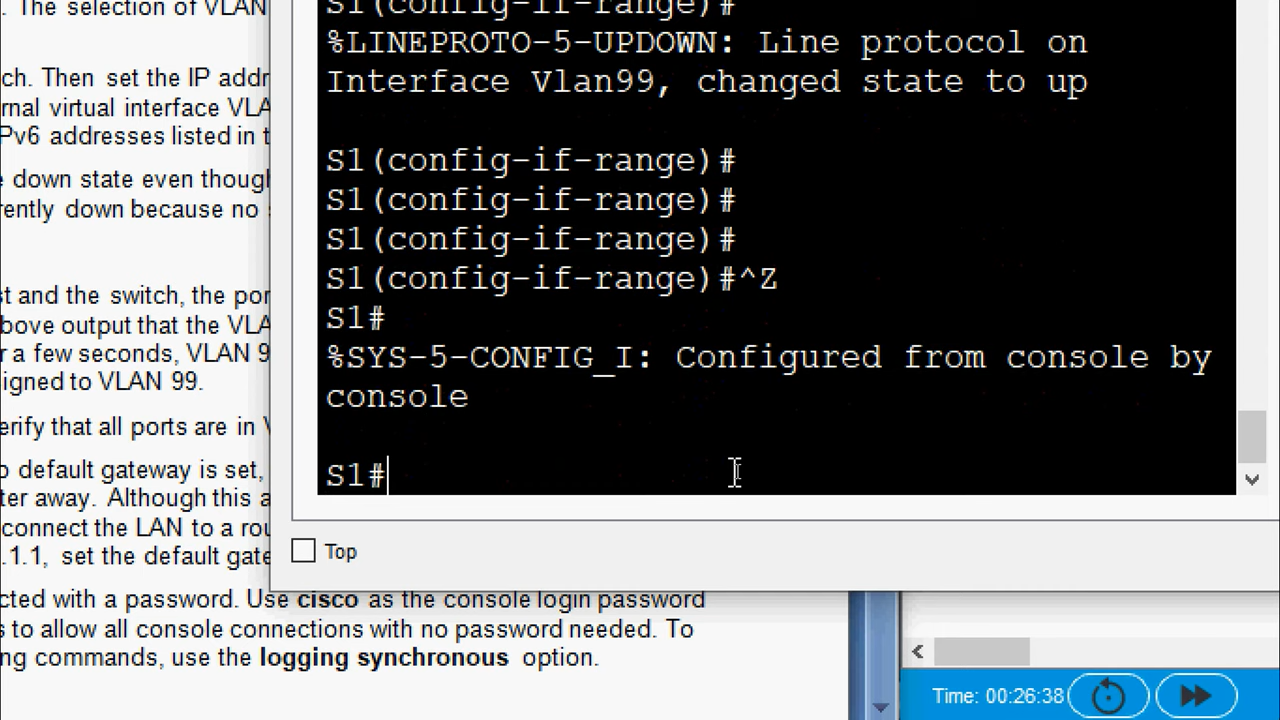 . The selection of VLAN
ch. Then set the IP addr
rnal virtual interface VLA
Pv6 addresses listed in t
e down state even though
rently down because no s
st and the switch, the por
bove output that the VLA
r a few seconds, VLAN 9
signed to VLAN 99.
erify that all ports are in V
o default gateway is set,
ter away. Although this a
connect the LAN to a rou
.1.1, set the default gate
cted with a password. Use cisco as the console login password
s to allow all console connections with no password needed. To
ng commands, use the logging synchronous option.
S1(config-if-range)#
%LINEPROTO-5-UPDOWN: Line protocol on
Interface Vlan99, changed state to up
S1(config-if-range)#
S1(config-if-range)#
S1(config-if-range)#
S1(config-if-range)#^Z
S1#
%SYS-5-CONFIG_I: Configured from console by
console
S1#
Top
Time: 00:26:38